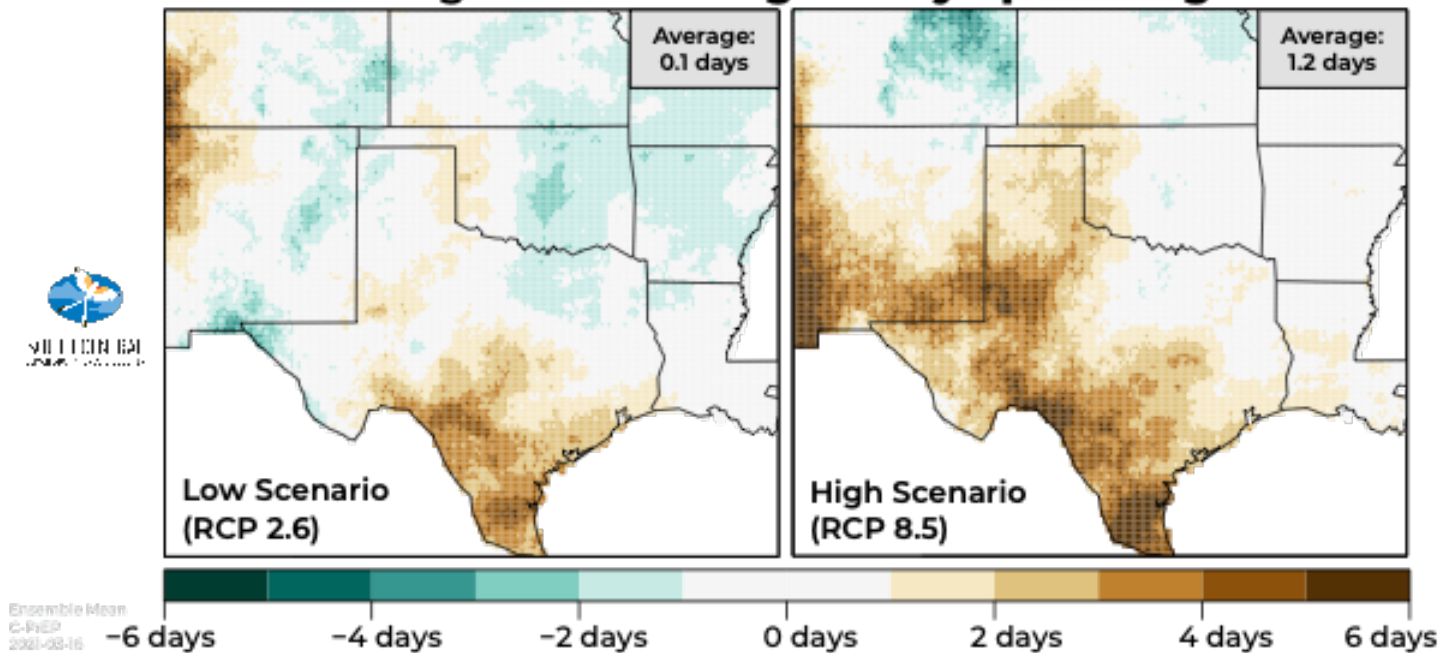 Average:
0.1 days
Average:
1.2 days
Low Scenario
(RCP 2.6)
High Scenario
(RCP 8.5)
Ensemble Mean
C-PrEP
−6 days
−4 days
−2 days
0 days
2 days
4 days
6 days